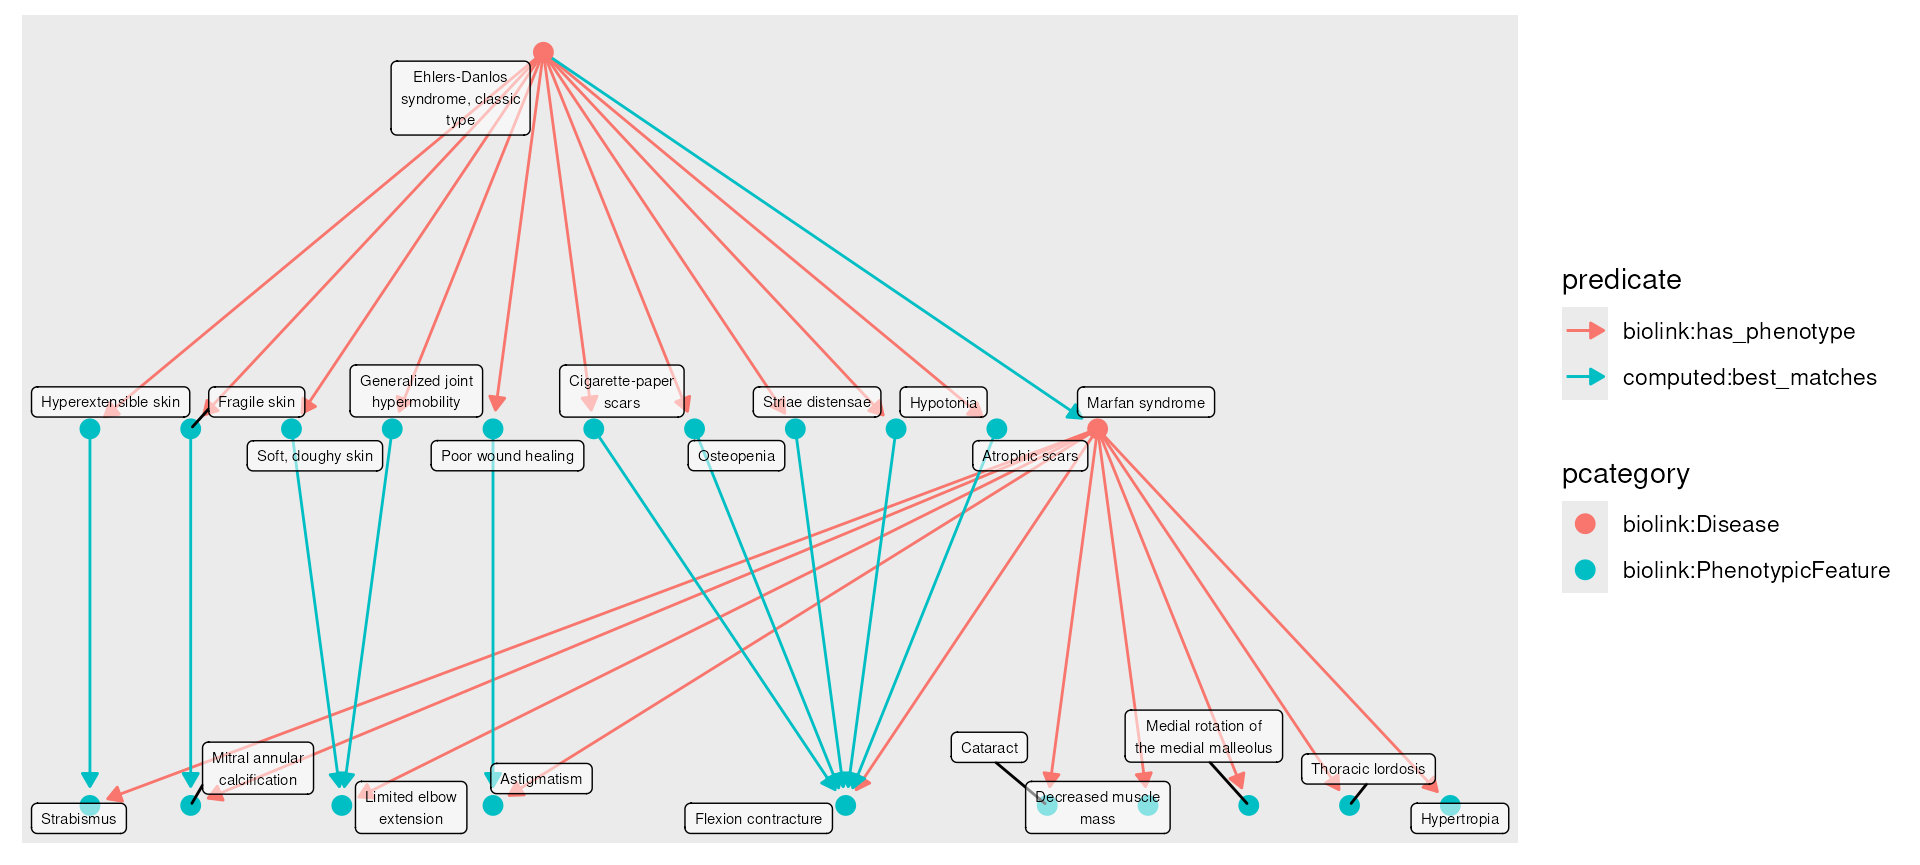 Ehlers-Danlos
syndrome, classic
type
Hyperextensible skin
Fragile skin
Generalized joint
hypermobility
Cigarette-paper
scars
Striae distensae
Hypotonia
Marfan syndrome
Soft, doughy skin
Poor wound healing
Osteopenia
Atrophic scars
Mitral annular
calcification
Cataract
Medial rotation of
the medial malleolus
Thoracic lordosis
Strabismus
Limited elbow
extension
Astigmatism
Flexion contracture
Decreased muscle
mass
Hypertropia
predicate
biolink:has_phenotype
computed:best_matches
pcategory
biolink:Disease
biolink:PhenotypicFeature